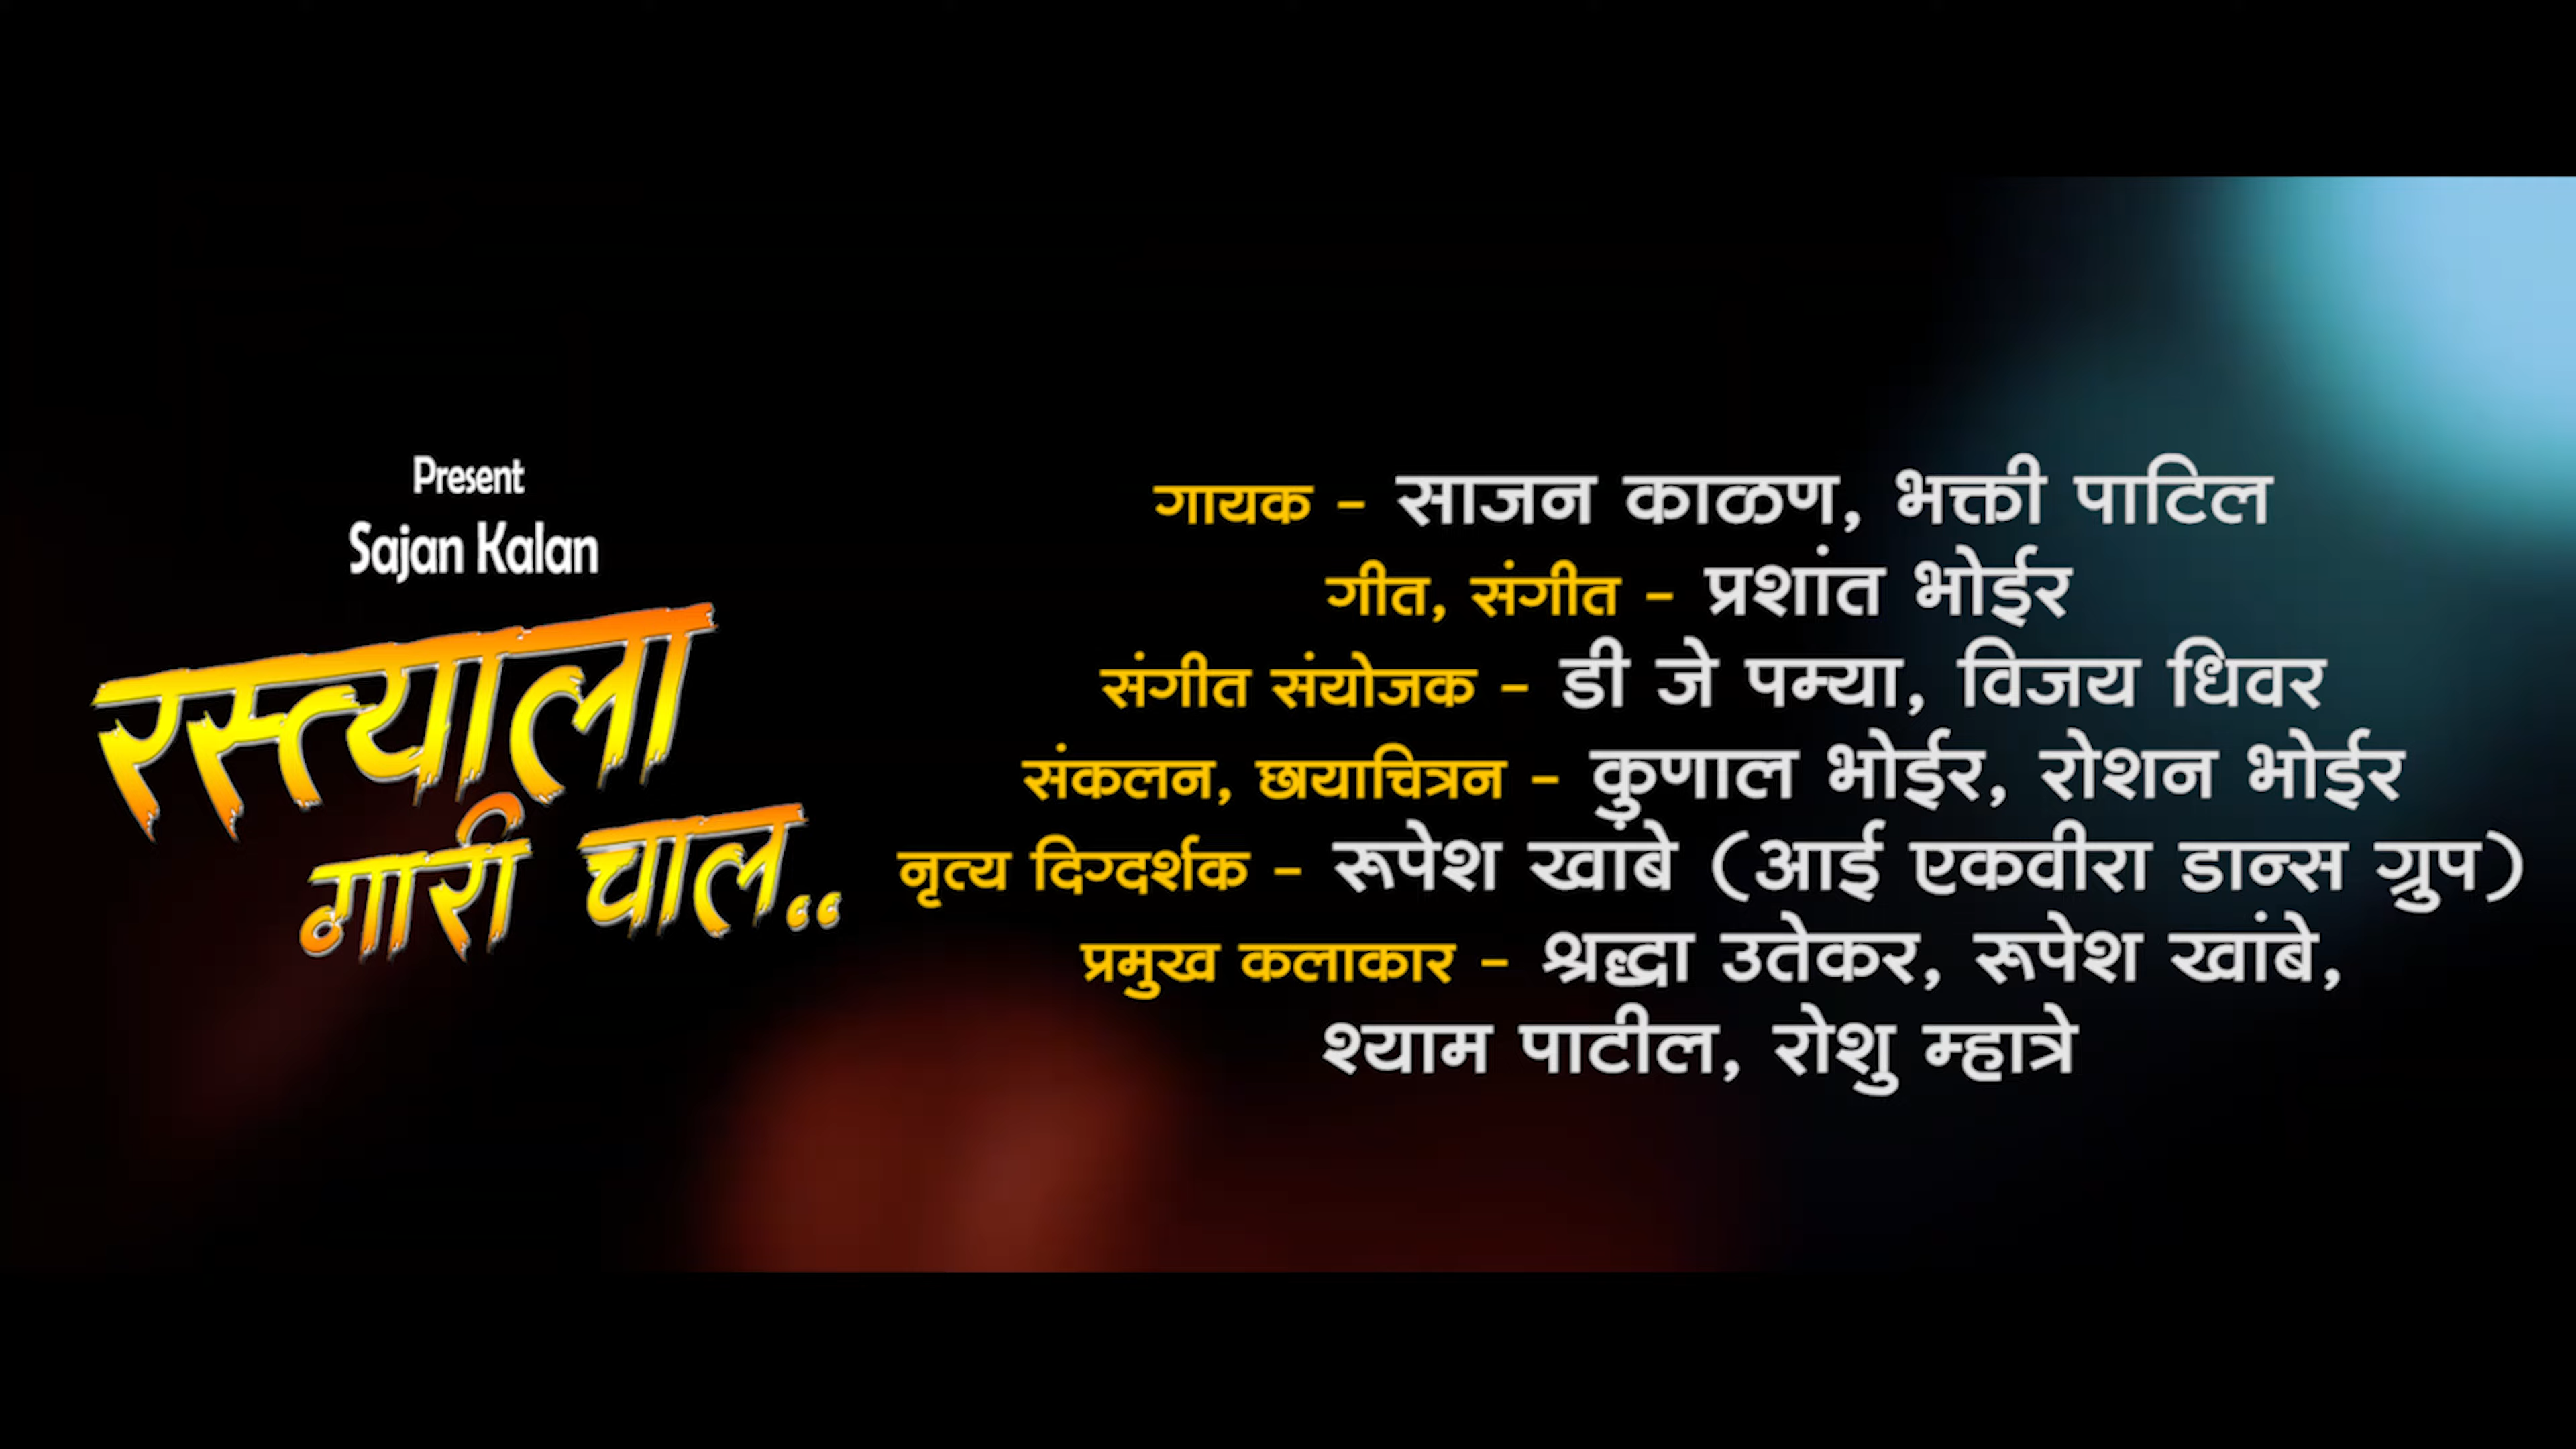 Present
Sajan Kalan
रस्त्याला
गारी चाल..
गायक – साजन काळण, भक्ती पाटिल
गीत, संगीत – प्रशांत भोईर
संगीत संयोजक – डी जे पम्या, विजय धिवर
संकलन, छायाचित्रन – कुणाल भोईर, रोशन भोईर
नृत्य दिग्दर्शक – रूपेश खांबे (आई एकवीरा डान्स ग्रुप)
प्रमुख कलाकार – श्रद्धा उतेकर, रूपेश खांबे,
श्याम पाटील, रोशु म्हात्रे